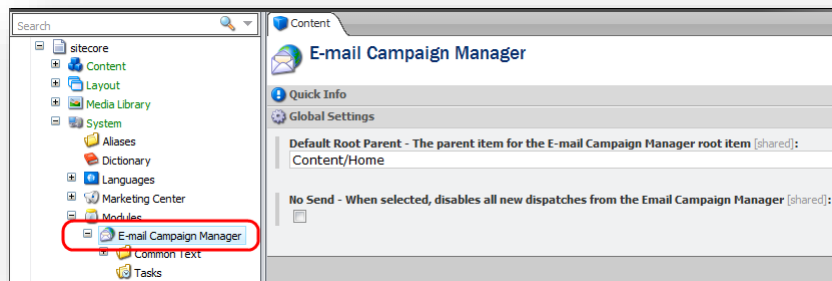 Search
sitecore
Content
Layout
Media Library
System
Aliases
Dictionary
Languages
Marketing Center
Modules
E-mail Campaign Manager
Common Text
Tasks
Content
E-mail Campaign Manager
Quick Info
Global Settings
Default Root Parent - The parent item for the E-mail Campaign Manager root item [shared]:
Content/Home
No Send - When selected, disables all new dispatches from the Email Campaign Manager [shared]: